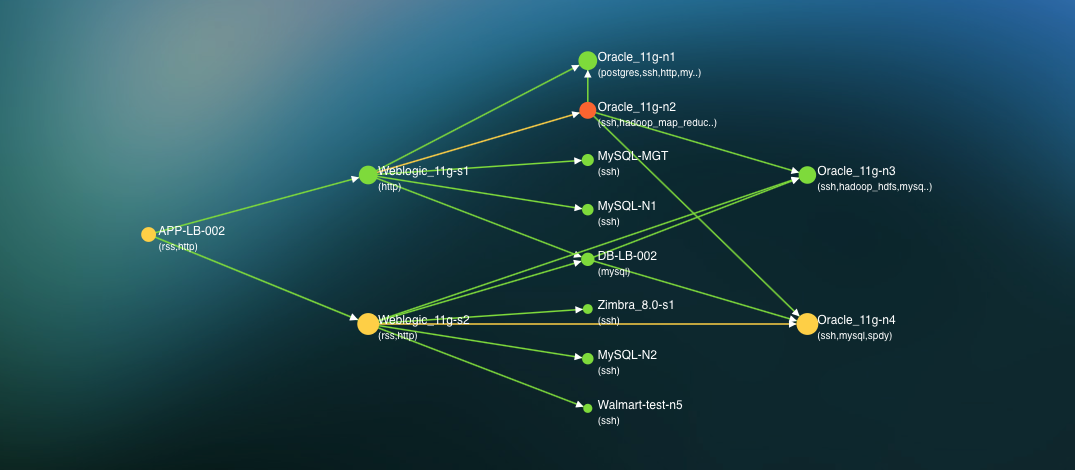 Oracle_11g-n1
(postgres,ssh,http,my..)
Oracle_11g-n2
(ssh,hadoop_map_reduc..)
MySQL-MGT
(ssh)
Weblogic_11g-s1
(http)
Oracle_11g-n3
(ssh,hadoop_hdfs,mysq..)
MySQL-N1
(ssh)
APP-LB-002
(rss,http)
DB-LB-002
(mysql)
Zimbra_8.0-s1
(ssh)
Weblogic_11g-s2
(rss,http)
Oracle_11g-n4
(ssh,mysql,spdy)
MySQL-N2
(ssh)
Walmart-test-n5
(ssh)